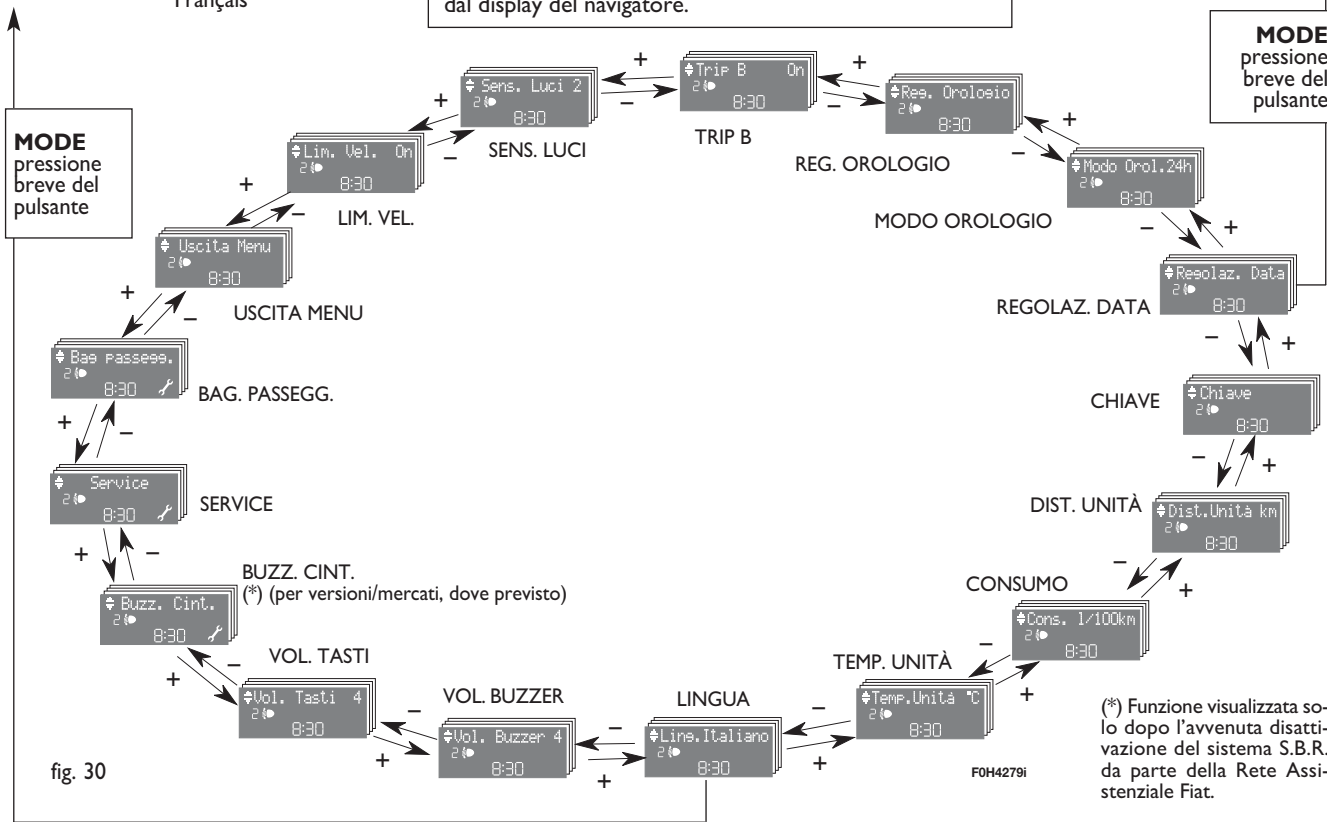 Français
dal display del navigatore.
MODE
pressione
breve del
pulsante
MODE
pressione
breve del
pulsante
+
–
Sens. Luci 2
8:30
SENS. LUCI
+
–
Trip B On
8:30
TRIP B
+
–
Reg. Orologio
8:30
REG. OROLOGIO
+
–
Modo Orol.24h
8:30
MODO OROLOGIO
+
–
Lim. Vel. On
8:30
LIM. VEL.
+
–
Uscita Menu
8:30
USCITA MENU
+
–
Regolaz. Data
8:30
REGOLAZ. DATA
–
+
Bag passegg.
8:30
BAG. PASSEGG.
+
–
Chiave
8:30
CHIAVE
–
+
Service
8:30
SERVICE
+
–
Dist.Unità km
8:30
DIST. UNITÀ
–
+
Buzz. Cint.
8:30
BUZZ. CINT.
(*) (per versioni/mercati, dove previsto)
–
+
Cons. l/100km
8:30
CONSUMO
–
+
Vol. Tasti 4
8:30
VOL. TASTI
–
+
Vol. Buzzer 4
8:30
VOL. BUZZER
–
+
Ling.Italiano
8:30
LINGUA
–
+
Temp.Unità °C
8:30
TEMP. UNITÀ
(*) Funzione visualizzata so-
lo dopo l'avvenuta disatti-
vazione del sistema S.B.R.
da parte della Rete Assi-
stenziale Fiat.
fig. 30
F0H4279i